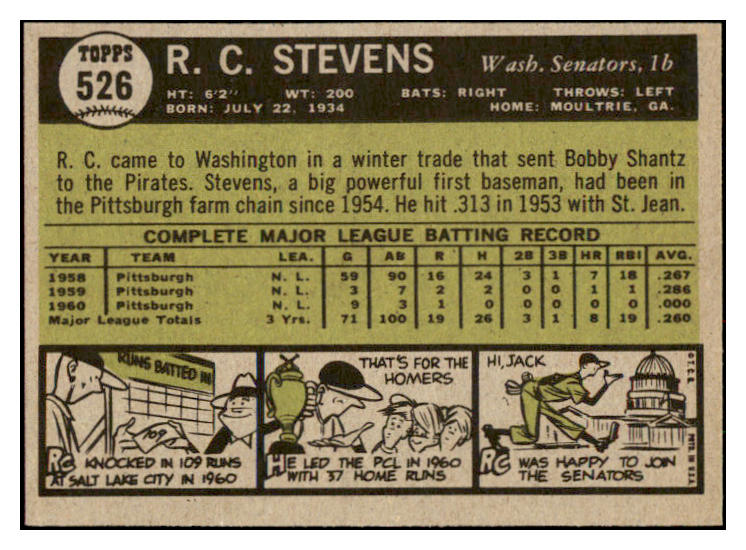 TOPPS
526
R. C. STEVENS
Wash. Senators, 1b
HT: 6'2" WT: 200 BATS: RIGHT THROWS: LEFT
BORN: JULY 22, 1934 HOME: MOULTRIE, GA.
R. C. came to Washington in a winter trade that sent Bobby Shantz
to the Pirates. Stevens, a big powerful first baseman, had been in
the Pittsburgh farm chain since 1954. He hit .313 in 1953 with St. Jean.
COMPLETE MAJOR LEAGUE BATTING RECORD
YEAR TEAM LEA. G AB R H 2B 3B HR RBI AVG.
1958 Pittsburgh N. L. 59 90 16 24 3 1 7 18 .267
1959 Pittsburgh N. L. 3 7 2 2 0 0 1 1 .286
1960 Pittsburgh N. L. 9 3 1 0 0 0 0 0 .000
Major League Totals 3 Yrs. 71 100 19 26 3 1 8 19 .260
RUNS BATTED IN
109
RC KNOCKED IN 109 RUNS
AT SALT LAKE CITY IN 1960
THAT'S FOR THE
HOMERS
HE LED THE PCL IN 1960
WITH 37 HOME RUNS
HI, JACK
RC WAS HAPPY TO JOIN
THE SENATORS
©T.C.G.
PRTD. IN U.S.A.